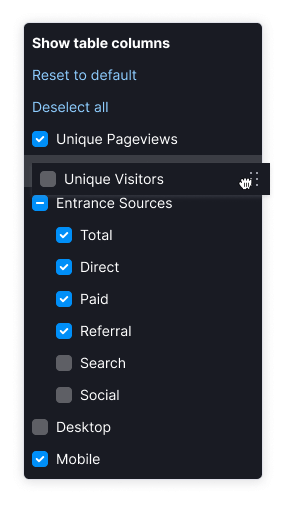 Show table columns
Reset to default
Deselect all
Unique Pageviews
Unique Visitors
Entrance Sources
Total
Direct
Paid
Referral
Search
Social
Desktop
Mobile